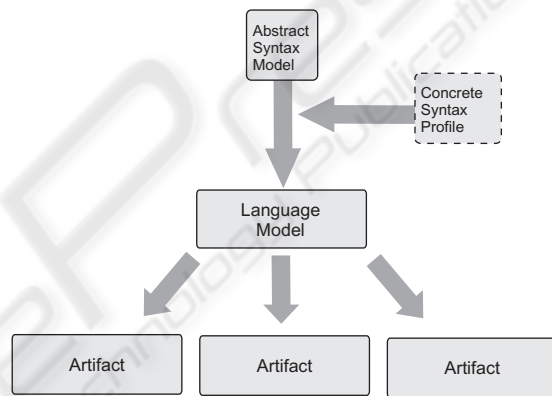 Abstract
Syntax
Model
Concrete
Syntax
Profile
Language
Model
Artifact
Artifact
Artifact